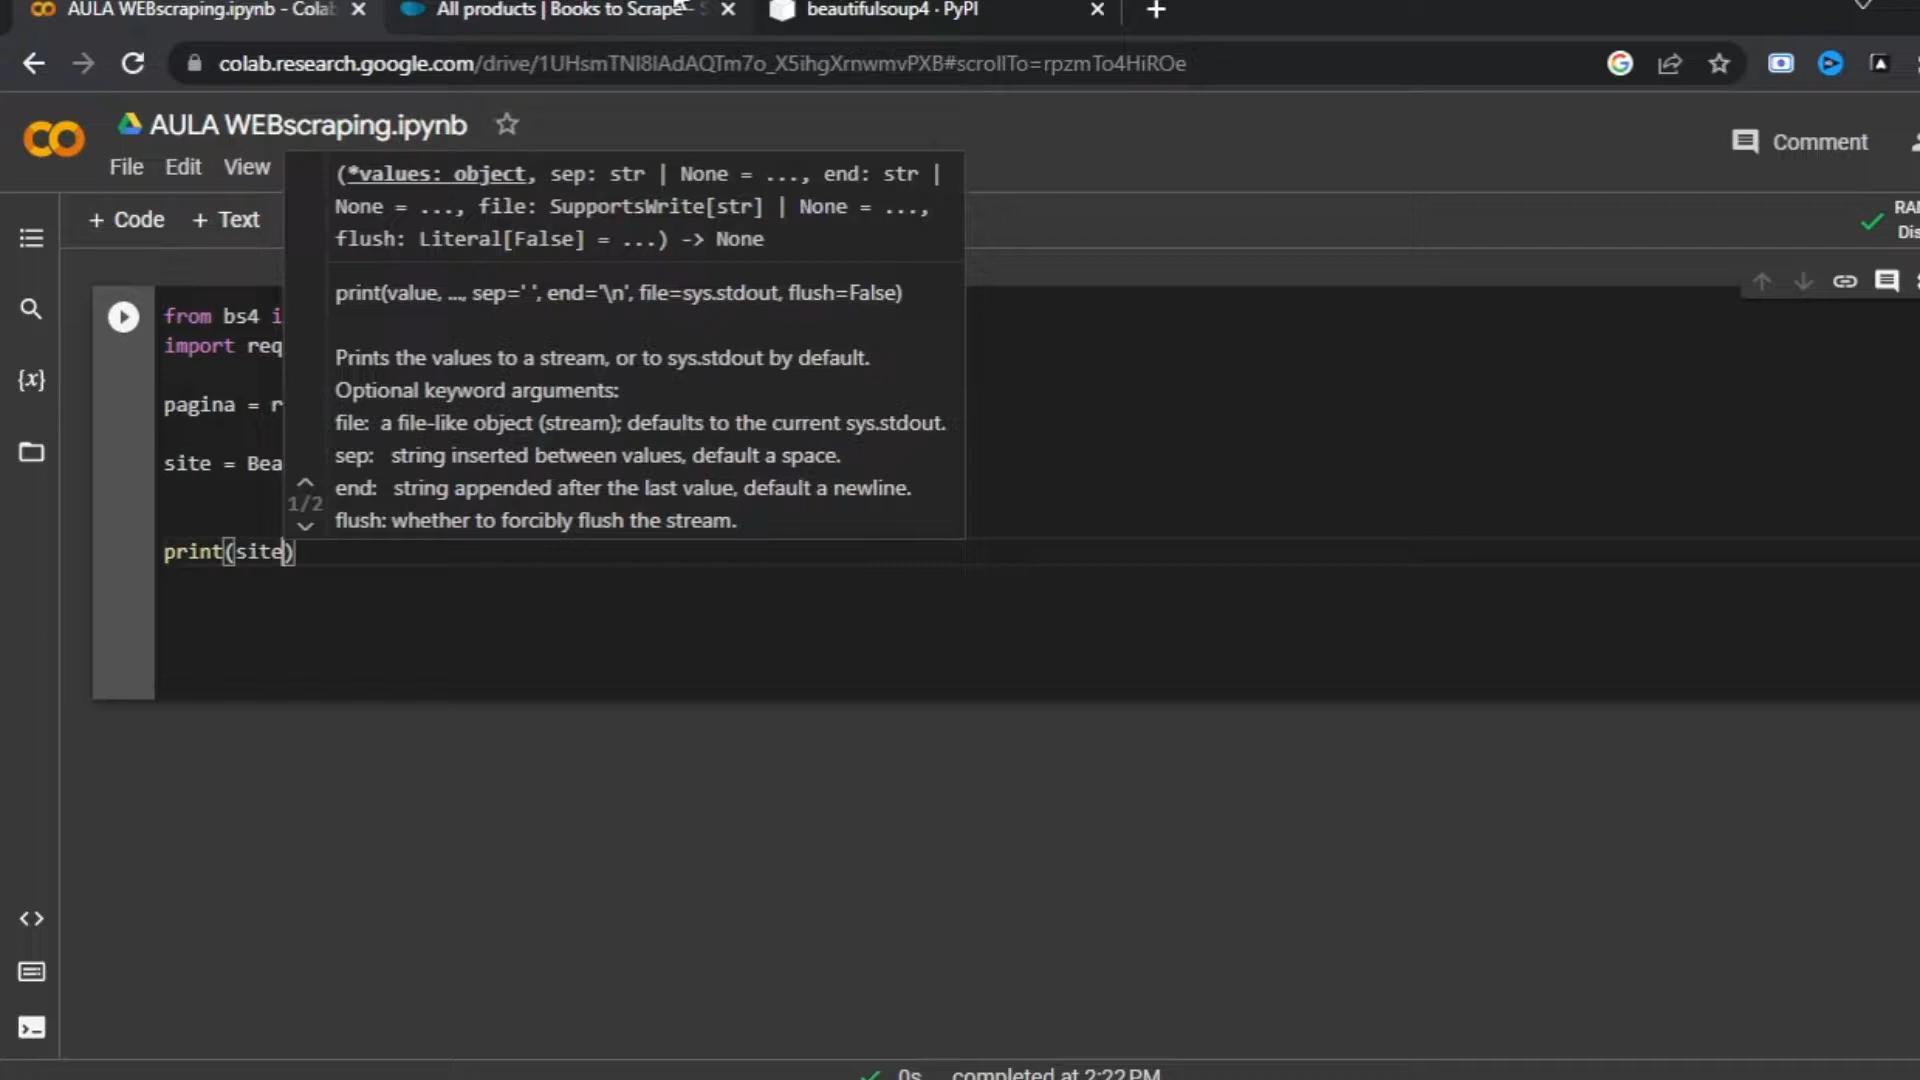 AULA WEBscraping.ipynb - Colab
All products | Books to Scrape - S
beautifulsoup4 · PyPI
colab.research.google.com/drive/1UHsmTNl8lAdAQTm7o_X5ihgXrnwmvPXB#scrollTo=rpzmTo4HiROe
AULA WEBscraping.ipynb
File Edit View
Comment
+ Code + Text
RAM
Dis
(*values: object, sep: str | None = ..., end: str |
None = ..., file: SupportsWrite[str] | None = ...,
flush: Literal[False] = ...) -> None
print(value, ..., sep=' ', end='\n', file=sys.stdout, flush=False)
Prints the values to a stream, or to sys.stdout by default.
Optional keyword arguments:
file: a file-like object (stream); defaults to the current sys.stdout.
sep: string inserted between values, default a space.
end: string appended after the last value, default a newline.
flush: whether to forcibly flush the stream.
1/2
from bs4 i
import req
pagina = r
site = Bea
print(site)
{x}
0s completed at 2:22 PM